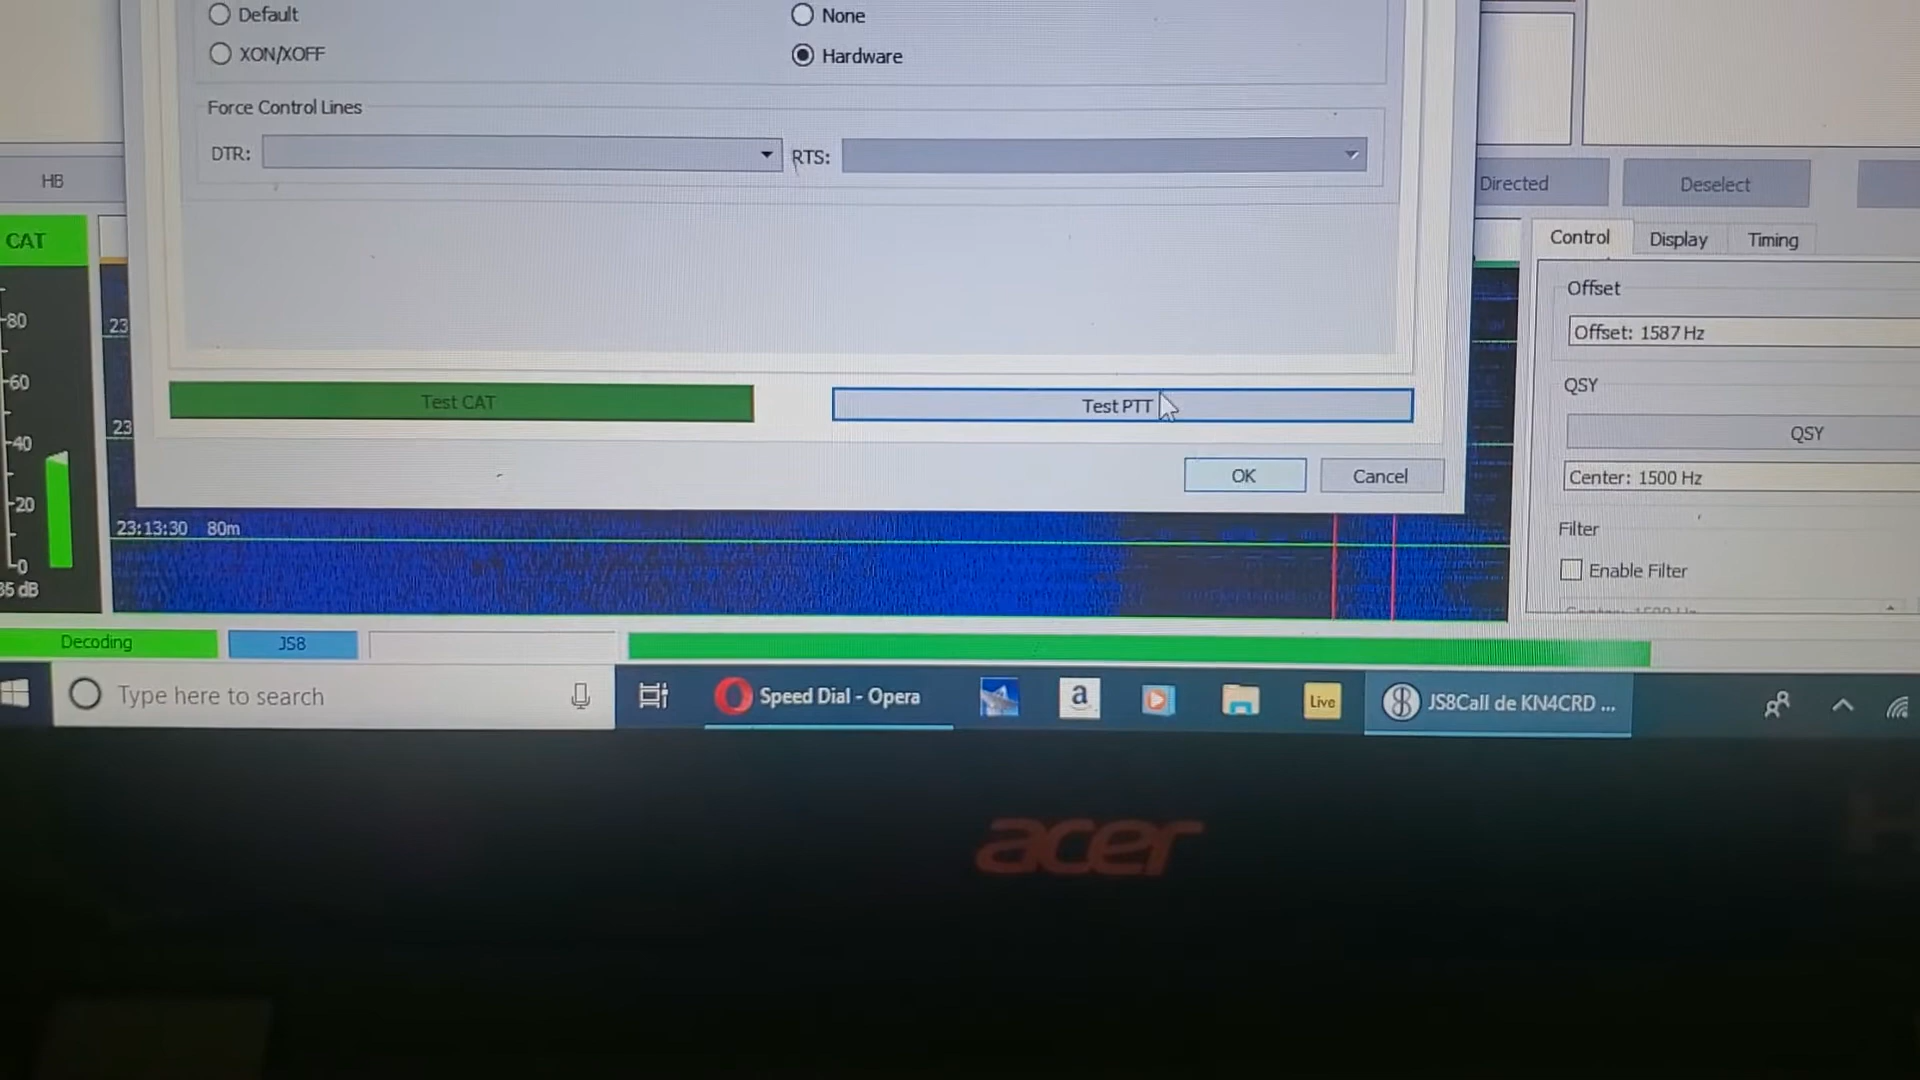 Default
None
XON/XOFF
Hardware
Force Control Lines
DTR:
RTS:
HB
Directed
Deselect
CAT
Control
Display
Timing
Offset
Offset: 1587 Hz
80
60
40
20
0
35 dB
23
23
QSY
QSY
Center: 1500 Hz
Test CAT
Test PTT
OK
Cancel
23:13:30 80m
Filter
Enable Filter
Decoding
JS8
Type here to search
Speed Dial - Opera
a
Live
JS8Call de KN4CRD ...
acer